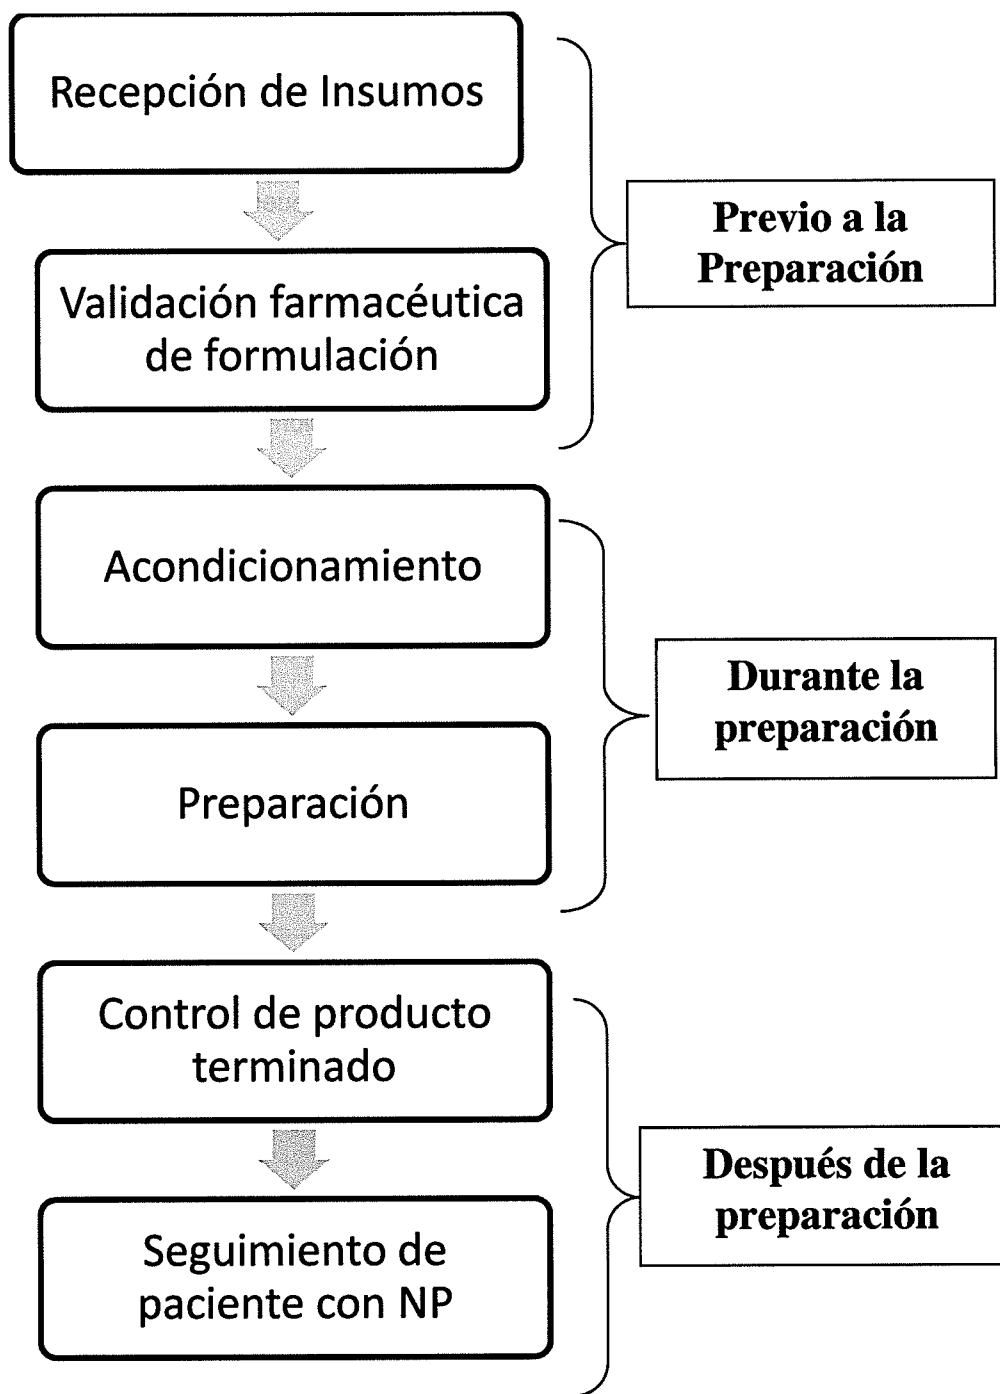 Recepción de Insumos
Previo a la
Preparación
Validación farmacéutica
de formulación
Acondicionamiento
Durante la
preparación
Preparación
Control de producto
terminado
Después de la
preparación
Seguimiento de
paciente con NP